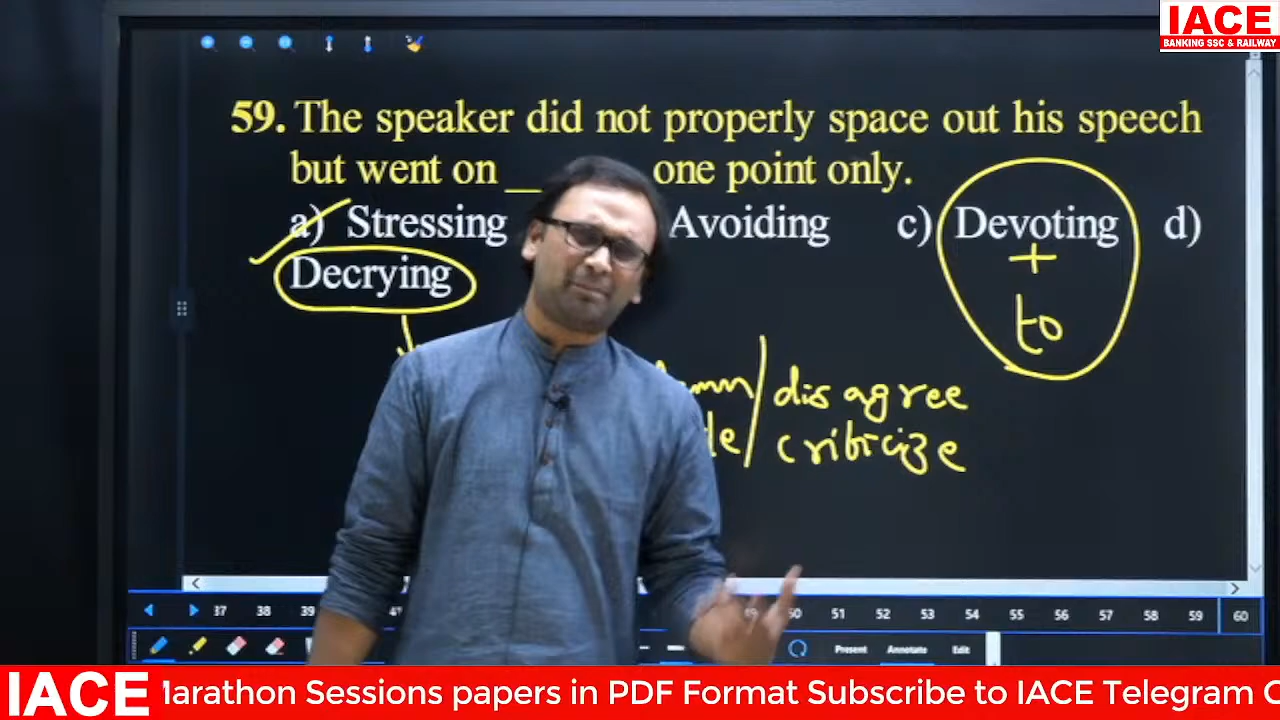 IACE
BANKING SSC & RAILWAY
59. The speaker did not properly space out his speech
but went on __ one point only.
a) Stressing Avoiding c) Devoting d)
Decrying
+
to
disagree
criticize
37 38 39 50 51 52 53 54 55 56 57 58 59 60
Present Annotate Edit
IACE Marathon Sessions papers in PDF Format Subscribe to IACE Telegram